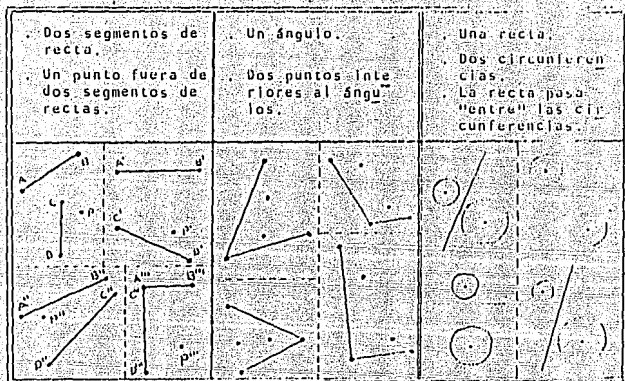 . Dos segmentos de
recta.
. Un punto fuera de
dos segmentos de
rectas.
. Un ángulo.
. Dos puntos inte
riores al ángu
los.
. Una recta.
. Dos circunferen
cias.
. La recta pasa
"entre" las cir
cunferencias.
A B
C
P
D
A' B'
C'
P'
D'
A" B"
C"
P"
D"
A''' B'''
C'
P'''